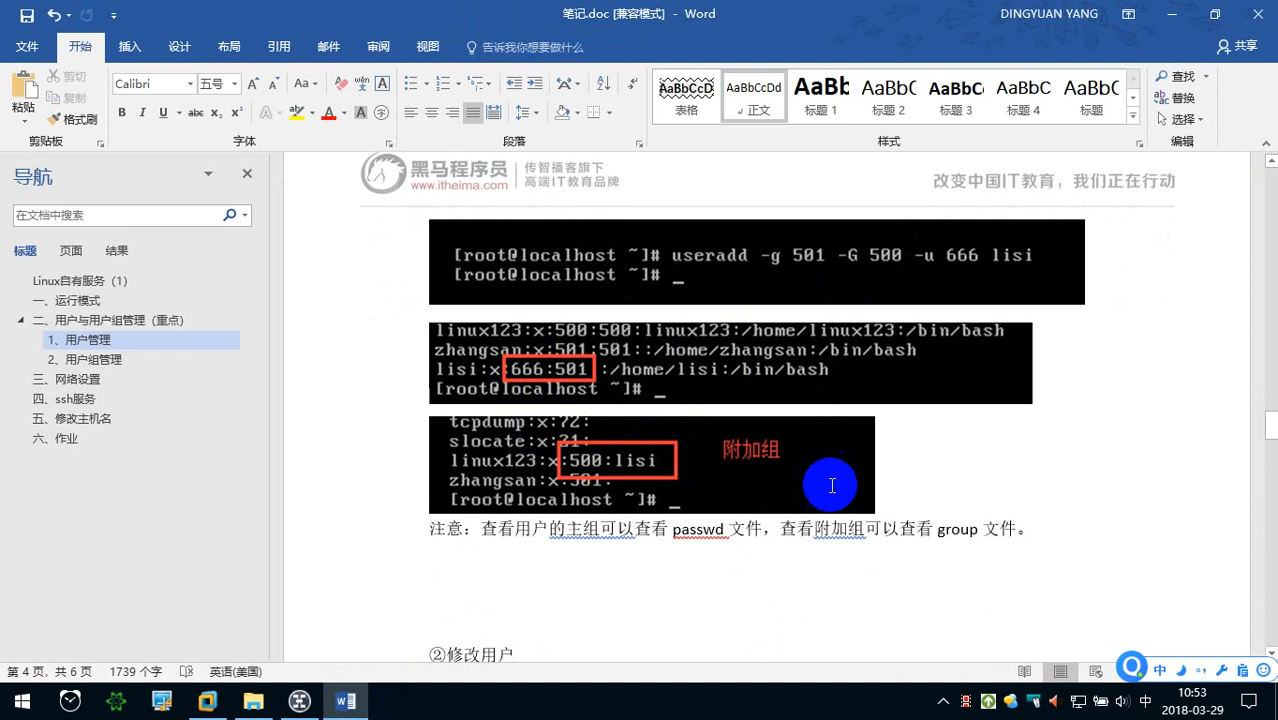 笔记.doc [兼容模式] - Word
DINGYUAN YANG
文件 开始 插入 设计 布局 引用 邮件 审阅 视图 告诉我你想要做什么 共享
剪切
复制
格式刷
粘贴
剪贴板
Calibri 五号
字体
段落
AaBbCcD AaBbCcDd AaBb( AaBbC AaBbC AaBbC AaBbC
表格 正文 标题 1 标题 2 标题 3 标题 4 标题
样式
查找
替换
选择
编辑
导航
在文档中搜索
标题 页面 结果
Linux自有服务（1）
一、运行模式
二、用户与用户组管理（重点）
1、用户管理
2、用户组管理
三、网络设置
四、ssh服务
五、修改主机名
六、作业
黑马程序员
www.itheima.com
传智播客旗下
高端IT教育品牌
改变中国IT教育，我们正在行动
[root@localhost ~]# useradd -g 501 -G 500 -u 666 lisi
[root@localhost ~]# _
linux123:x:500:500:linux123:/home/linux123:/bin/bash
zhangsan:x:501:501::/home/zhangsan:/bin/bash
lisi:x:666:501::/home/lisi:/bin/bash
[root@localhost ~]# _
tcpdump:x:72:
slocate:x:21:
linux123:x:500:lisi
zhangsan:x:501:
[root@localhost ~]# _
附加组
注意：查看用户的主组可以查看 passwd 文件，查看附加组可以查看 group 文件。
②修改用户
第 4 页，共 6 页 1739 个字 英语(美国)
中
中
10:53
2018-03-29